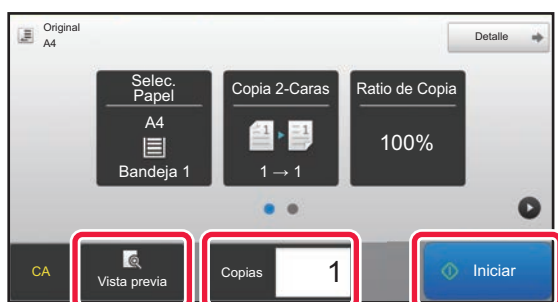 Original
A4
Detalle
Selec.
Papel
A4
Bandeja 1
Copia 2-Caras
1
1
1 → 1
Ratio de Copia
100%
CA
Vista previa
Copias
1
Iniciar